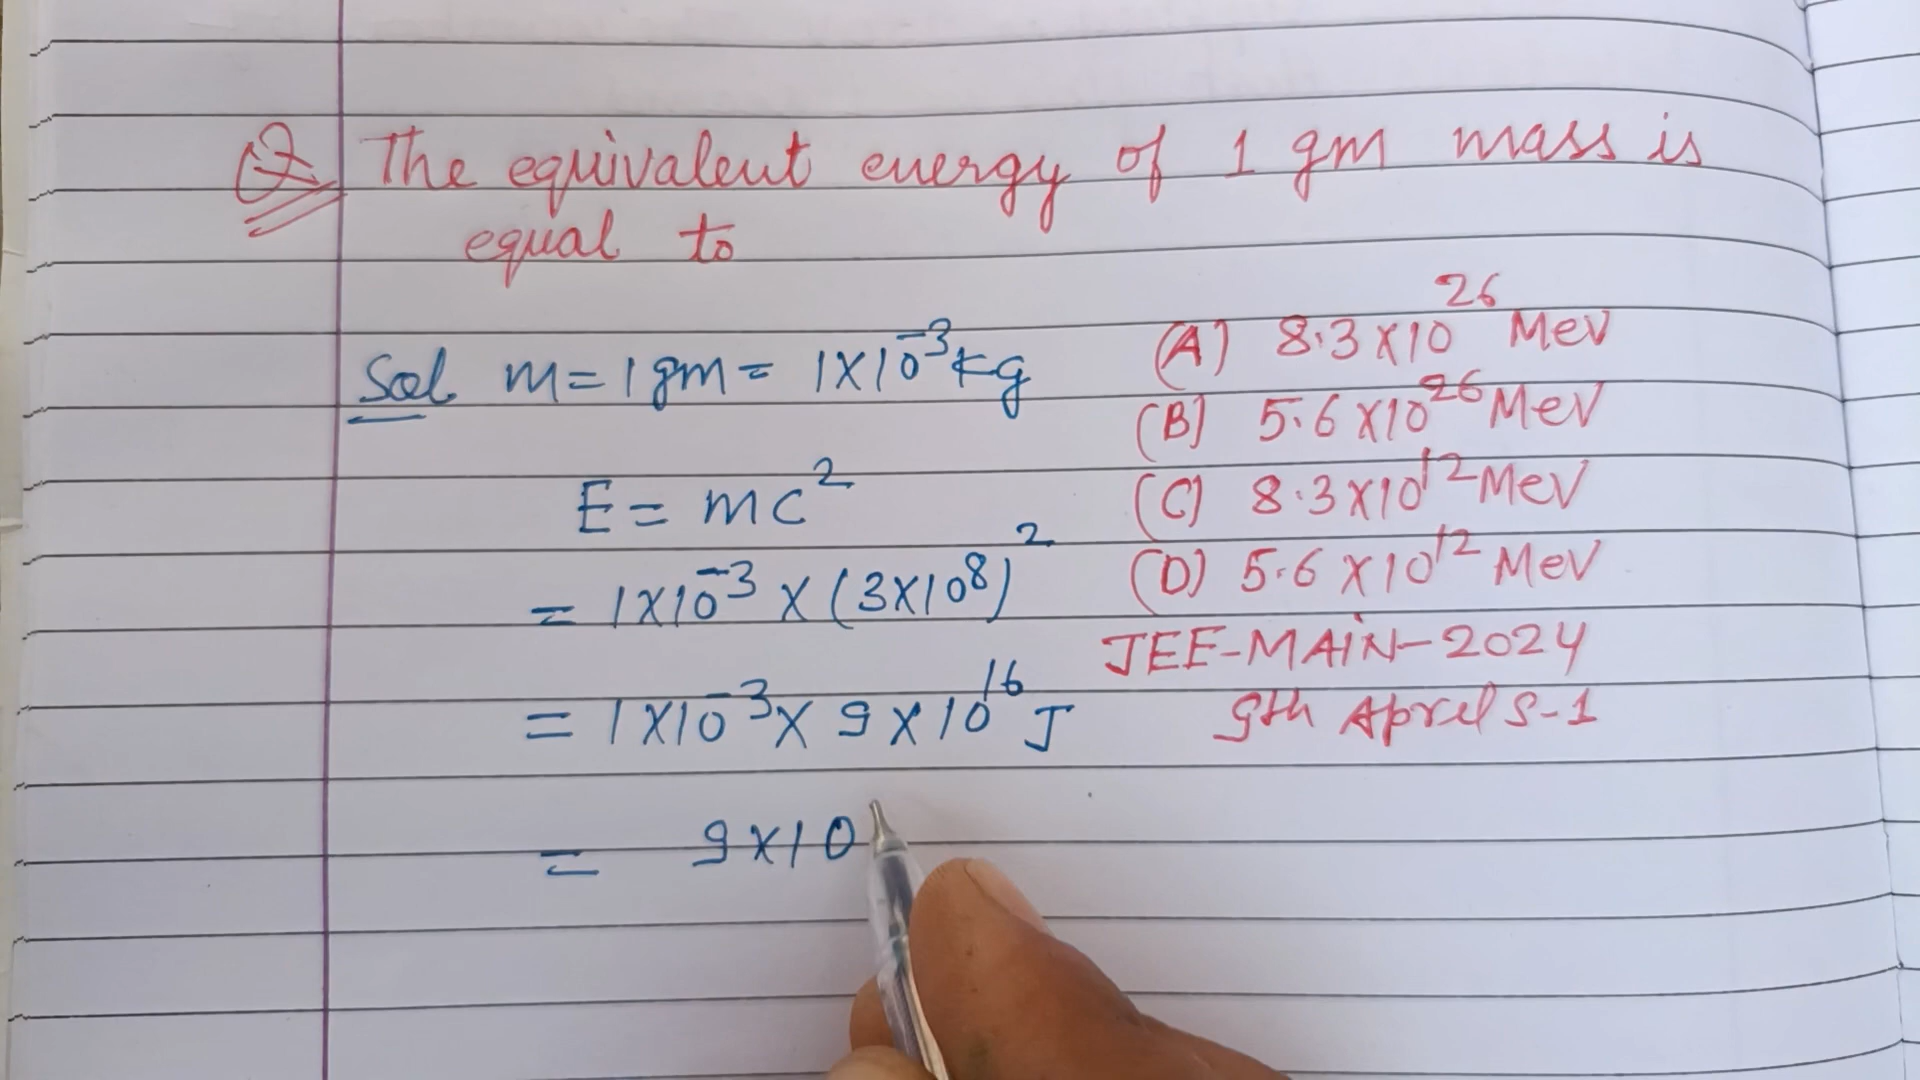 Q The equivalent energy of 1 gm mass is
equal to
Sol m = 1 gm = 1×10⁻³ kg
E = mc²
= 1×10⁻³ × (3×10⁸)²
= 1×10⁻³ × 9×10¹⁶ J
= 9×10
(A) 8.3×10²⁶ MeV
(B) 5.6×10²⁶ MeV
(C) 8.3×10¹² MeV
(D) 5.6×10¹² MeV
JEE-MAIN-2024
9th April S-1